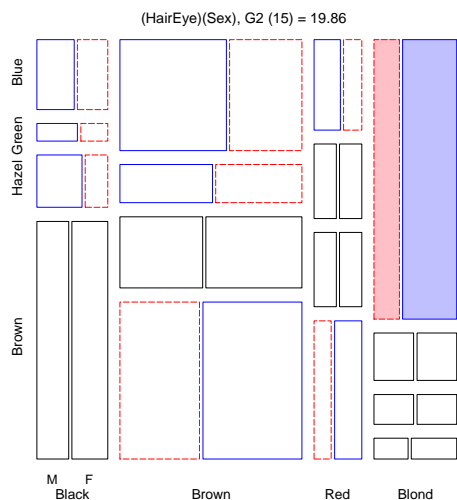 (HairEye)(Sex), G2 (15) = 19.86
Blue
Green
Hazel
Brown
M F
Black Brown Red Blond